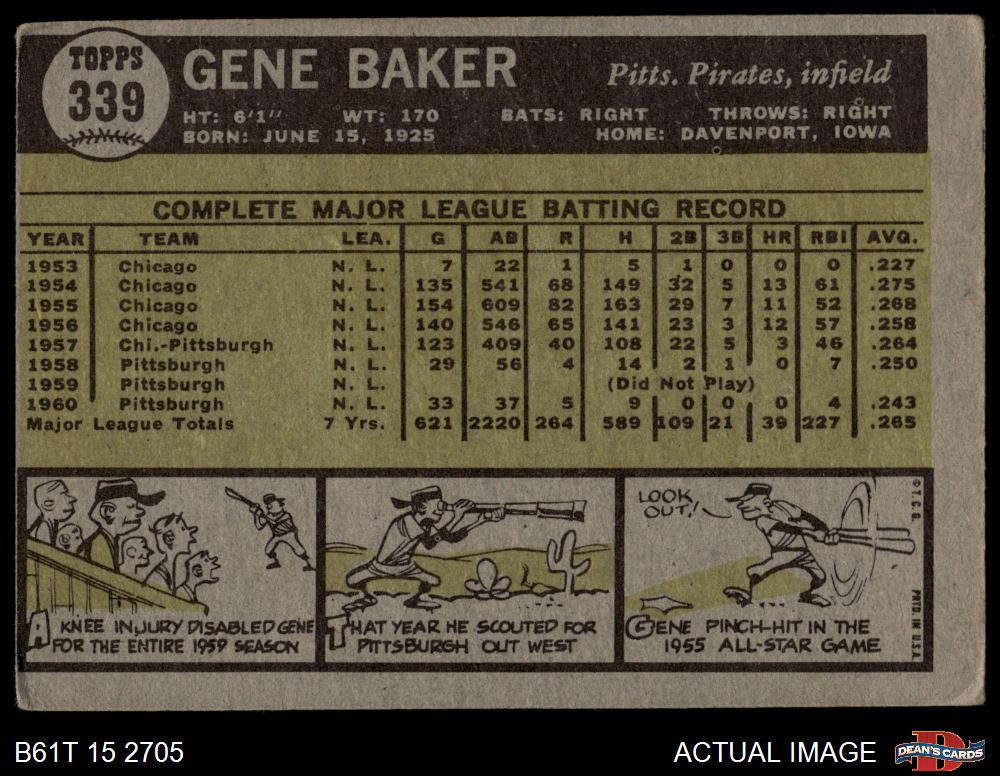 TOPPS
339
GENE BAKER
Pitts. Pirates, infield
HT: 6'1" WT: 170 BATS: RIGHT THROWS: RIGHT
BORN: JUNE 15, 1925 HOME: DAVENPORT, IOWA
COMPLETE MAJOR LEAGUE BATTING RECORD
YEAR TEAM LEA. G AB R H 2B 3B HR RBI AVG.
1953 Chicago N. L. 7 22 1 5 1 0 0 0 .227
1954 Chicago N. L. 135 541 68 149 32 5 13 61 .275
1955 Chicago N. L. 154 609 82 163 29 7 11 52 .268
1956 Chicago N. L. 140 546 65 141 23 3 12 57 .258
1957 Chi.-Pittsburgh N. L. 123 409 40 108 22 5 3 46 .264
1958 Pittsburgh N. L. 29 56 4 14 2 1 0 7 .250
1959 Pittsburgh N. L. (Did Not Play)
1960 Pittsburgh N. L. 33 37 5 9 0 0 0 4 .243
Major League Totals 7 Yrs. 621 2220 264 589 109 21 39 227 .265
A KNEE INJURY DISABLED GENE
FOR THE ENTIRE 1959 SEASON
THAT YEAR HE SCOUTED FOR
PITTSBURGH OUT WEST
LOOK
OUT!
GENE PINCH-HIT IN THE
1955 ALL-STAR GAME
© T. C. G.
PRTD. IN U.S.A.
B61T 15 2705
ACTUAL IMAGE
DEAN'S CARDS